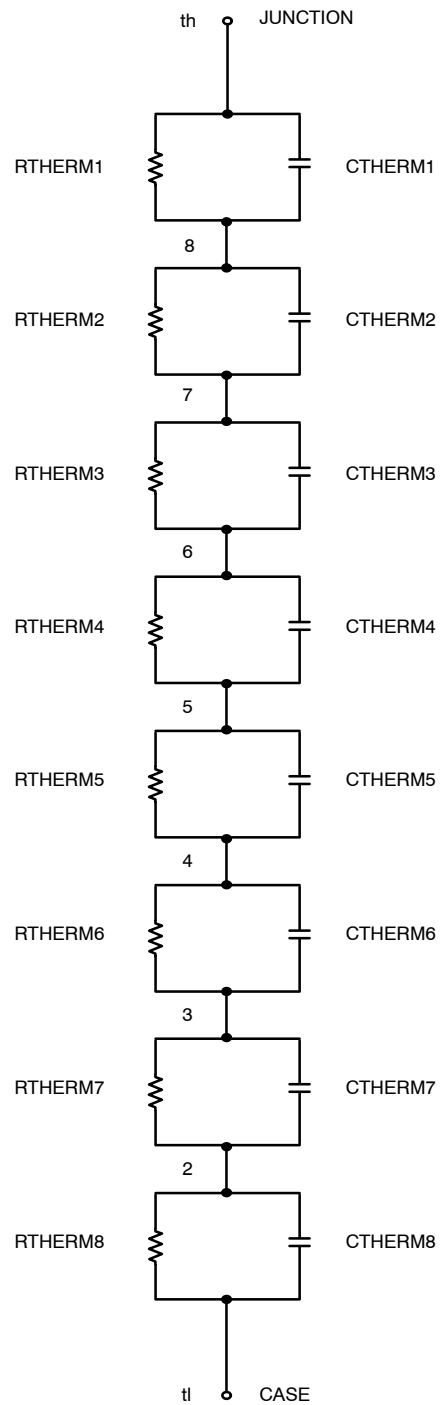 th JUNCTION
RTHERM1 CTHERM1
8
RTHERM2 CTHERM2
7
RTHERM3 CTHERM3
6
RTHERM4 CTHERM4
5
RTHERM5 CTHERM5
4
RTHERM6 CTHERM6
3
RTHERM7 CTHERM7
2
RTHERM8 CTHERM8
tl CASE